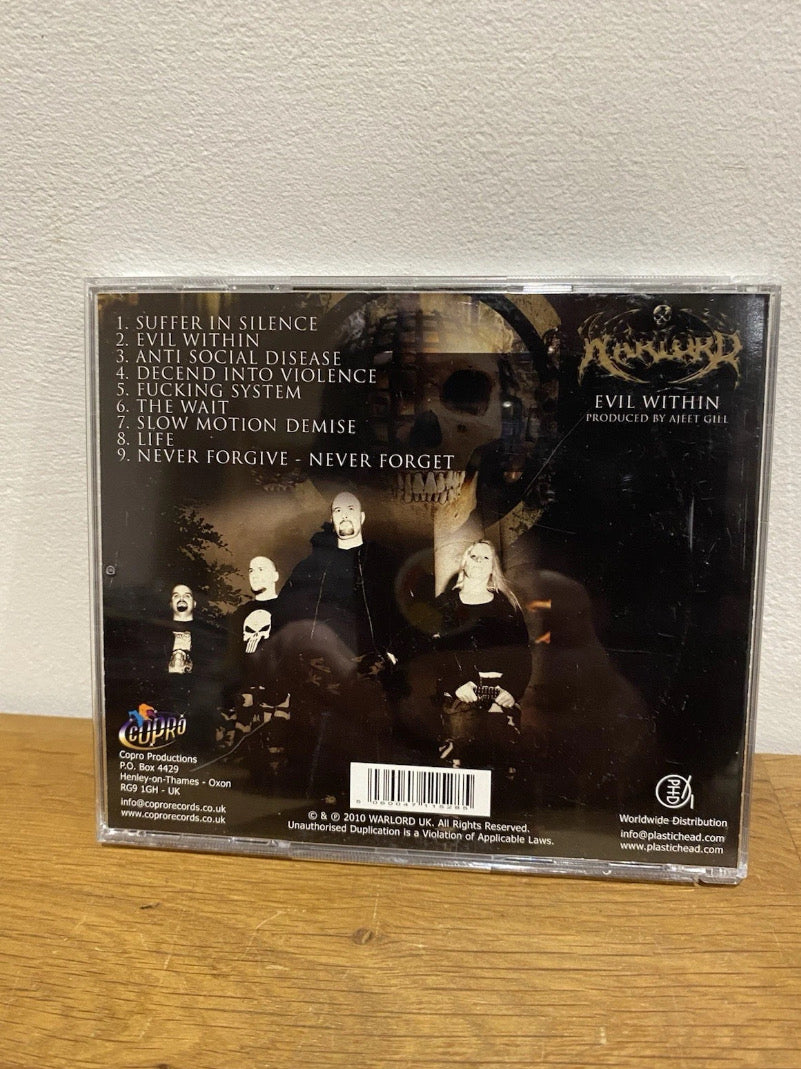 1. SUFFER IN SILENCE
2. EVIL WITHIN
3. ANTI SOCIAL DISEASE
4. DECEND INTO VIOLENCE
5. FUCKING SYSTEM
6. THE WAIT
7. SLOW MOTION DEMISE
8. LIFE
9. NEVER FORGIVE - NEVER FORGET
WARLORD
EVIL WITHIN
PRODUCED BY AJEET GILL
COPRO
Copro Productions
P.O. Box 4429
Henley-on-Thames - Oxon
RG9 1GH - UK
info@coprorecords.co.uk
www.coprorecords.co.uk
5 060047 115285
© & ℗ 2010 WARLORD UK. All Rights Reserved.
Unauthorised Duplication is a Violation of Applicable Laws.
PHD
Worldwide Distribution
info@plastichead.com
www.plastichead.com